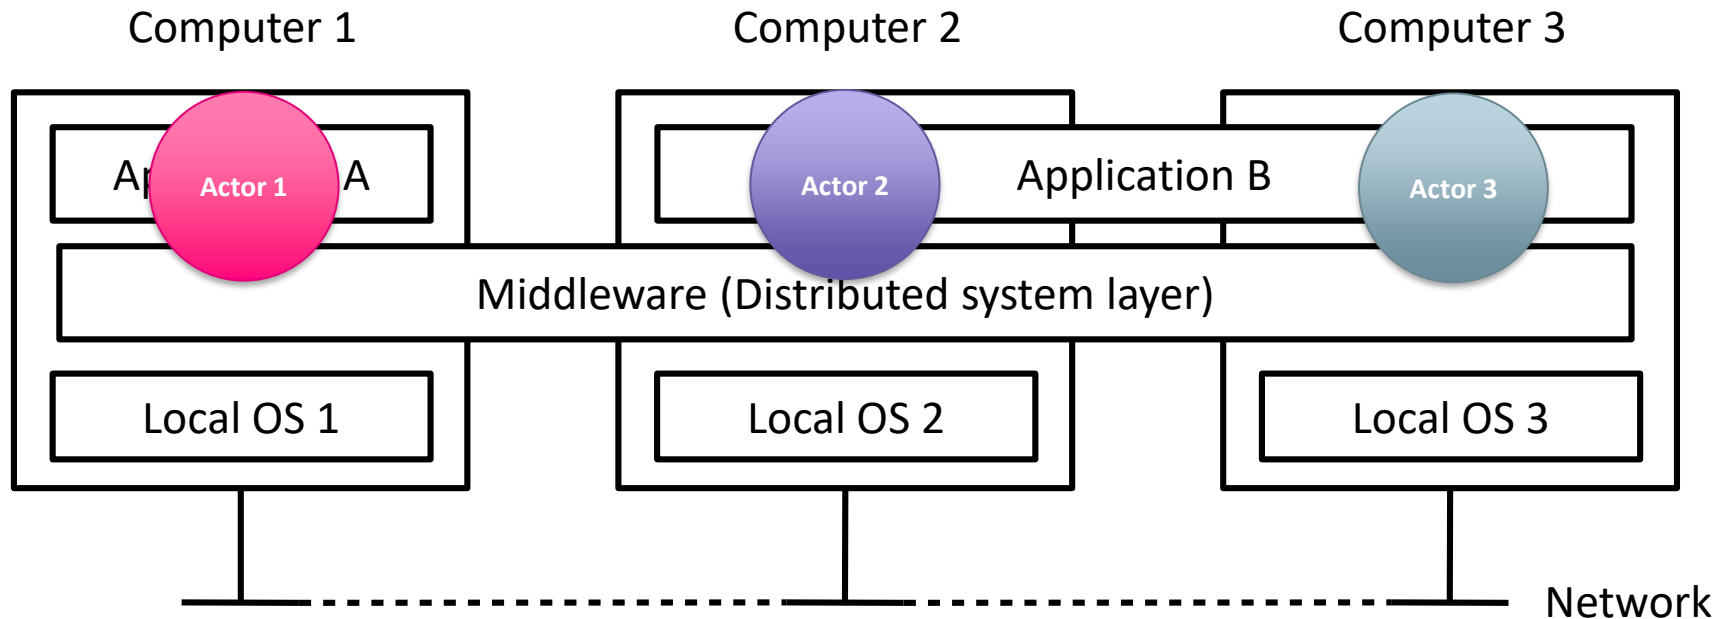 Computer 1
Computer 2
Computer 3
Actor 1
A
Actor 2
Application B
Actor 3
Middleware (Distributed system layer)
Local OS 1
Local OS 2
Local OS 3
Network